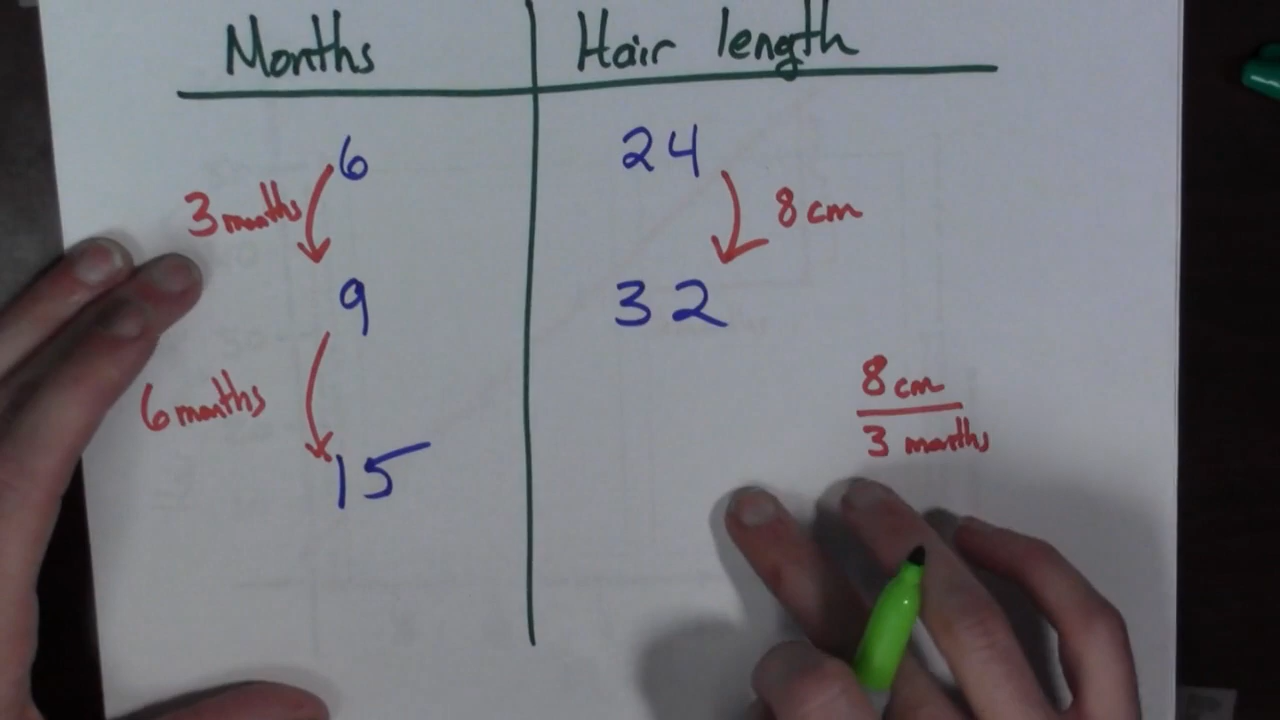 Months Hair length
6 24
3 months 8 cm
9 32
8 cm
6 months
3 months
15